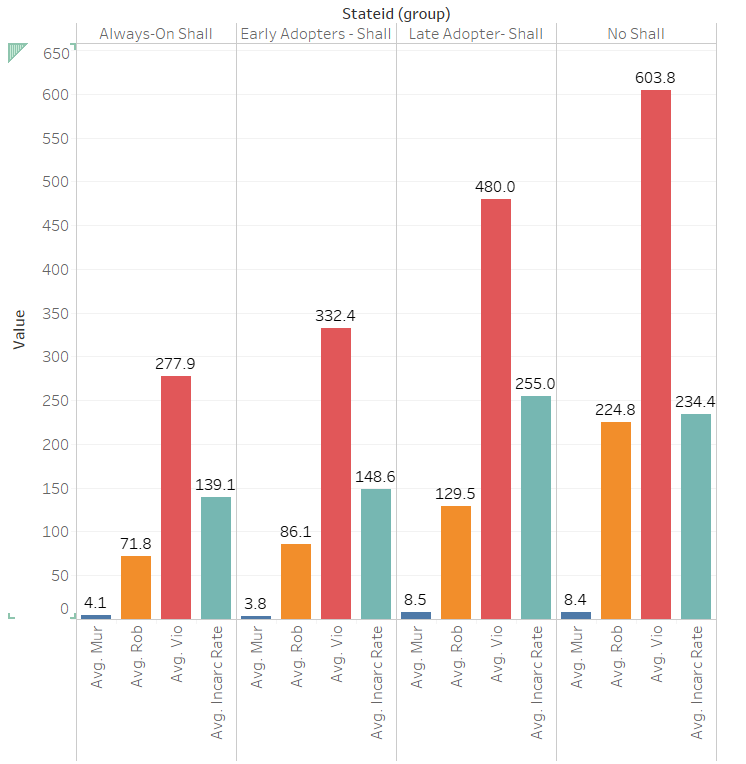 Stateid (group)
Always-On Shall
Early Adopters - Shall
Late Adopter- Shall
No Shall
Value
650
600
550
500
450
400
350
300
250
200
150
100
50
0
4.1
71.8
277.9
139.1
3.8
86.1
332.4
148.6
8.5
129.5
480.0
255.0
8.4
224.8
603.8
234.4
Avg. Mur
Avg. Rob
Avg. Vio
Avg. Incarc Rate
Avg. Mur
Avg. Rob
Avg. Vio
Avg. Incarc Rate
Avg. Mur
Avg. Rob
Avg. Vio
Avg. Incarc Rate
Avg. Mur
Avg. Rob
Avg. Vio
Avg. Incarc Rate